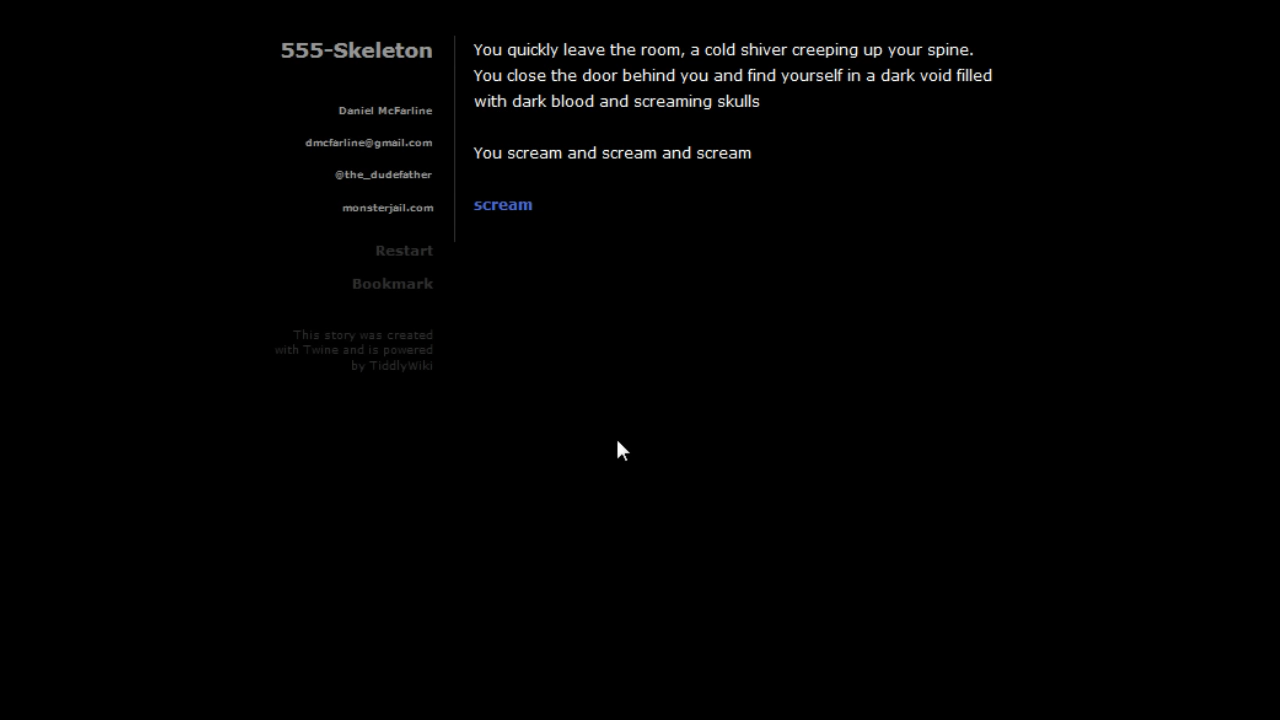 555-Skeleton
Daniel McFarline
dmcfarline@gmail.com
@the_dudefather
monsterjail.com
Restart
Bookmark
This story was created
with Twine and is powered
by TiddlyWiki
You quickly leave the room, a cold shiver creeping up your spine.
You close the door behind you and find yourself in a dark void filled
with dark blood and screaming skulls
You scream and scream and scream
scream